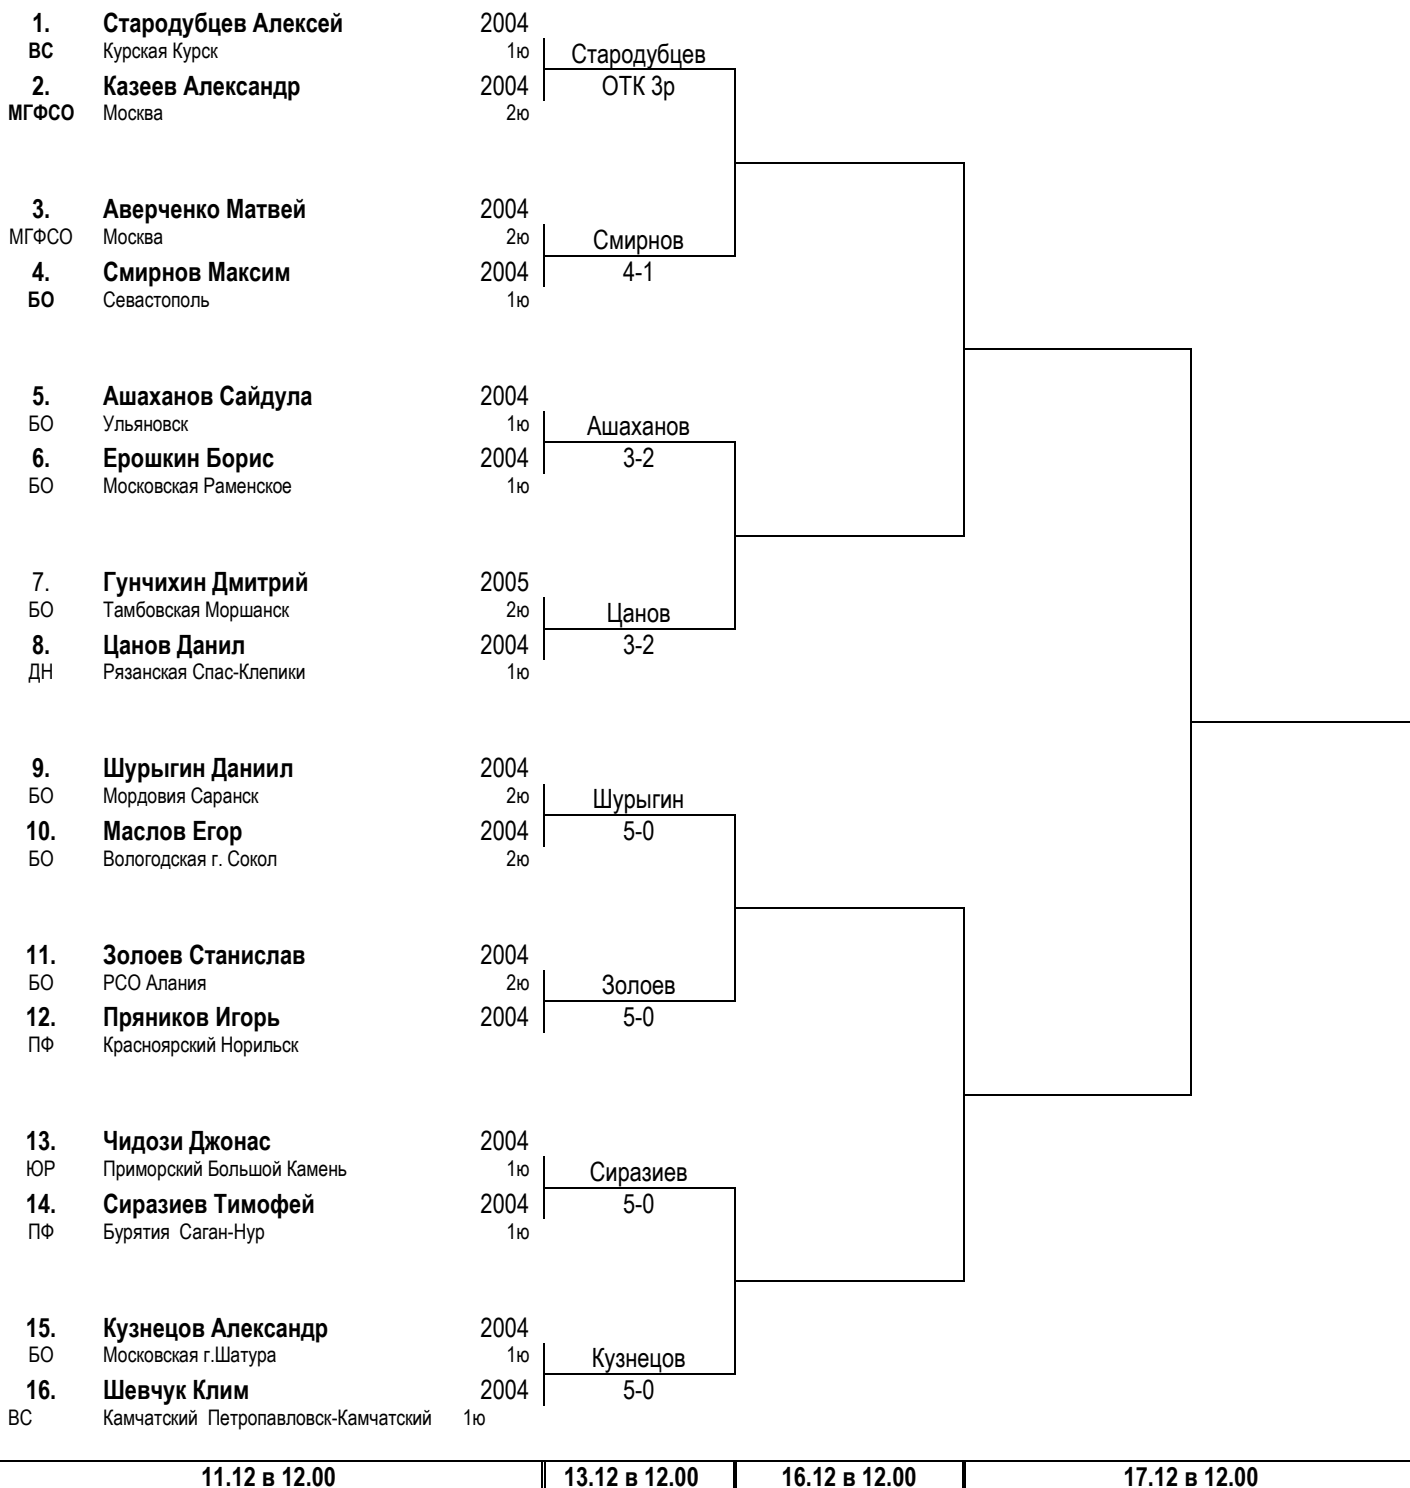 1. Стародубцев Алексей 2004
ВС Курская Курск 1ю
Стародубцев
2. Казеев Александр 2004
ОТК 3р
МГФСО Москва 2ю
3. Аверченко Матвей 2004
МГФСО Москва 2ю
Смирнов
4. Смирнов Максим 2004
4-1
БО Севастополь 1ю
5. Ашаханов Сайдула 2004
БО Ульяновск 1ю
Ашаханов
6. Ерошкин Борис 2004
3-2
БО Московская Раменское 1ю
7. Гунчихин Дмитрий 2005
БО Тамбовская Моршанск 2ю
Цанов
8. Цанов Данил 2004
3-2
ДН Рязанская Спас-Клепики 1ю
9. Шурыгин Даниил 2004
БО Мордовия Саранск 2ю
Шурыгин
10. Маслов Егор 2004
5-0
БО Вологодская г. Сокол 2ю
11. Золоев Станислав 2004
БО РСО Алания 2ю
Золоев
12. Пряников Игорь 2004
5-0
ПФ Красноярский Норильск
13. Чидози Джонас 2004
ЮР Приморский Большой Камень 1ю
Сиразиев
14. Сиразиев Тимофей 2004
5-0
ПФ Бурятия Саган-Нур 1ю
15. Кузнецов Александр 2004
БО Московская г.Шатура 1ю
Кузнецов
16. Шевчук Клим 2004
5-0
ВС Камчатский Петропавловск-Камчатский 1ю
11.12 в 12.00 13.12 в 12.00 16.12 в 12.00 17.12 в 12.00